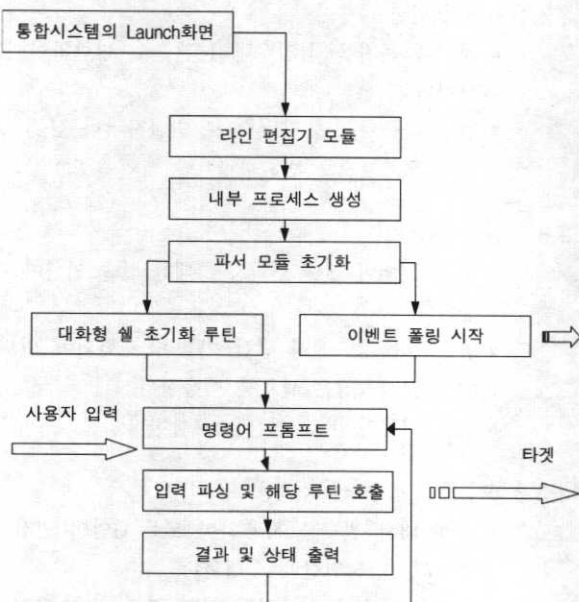 통합시스템의 Launch화면
라인 편집기 모듈
내부 프로세스 생성
파서 모듈 초기화
대화형 쉘 초기화 루틴
이벤트 폴링 시작
사용자 입력
명령어 프롬프트
타겟
입력 파싱 및 해당 루틴 호출
결과 및 상태 출력